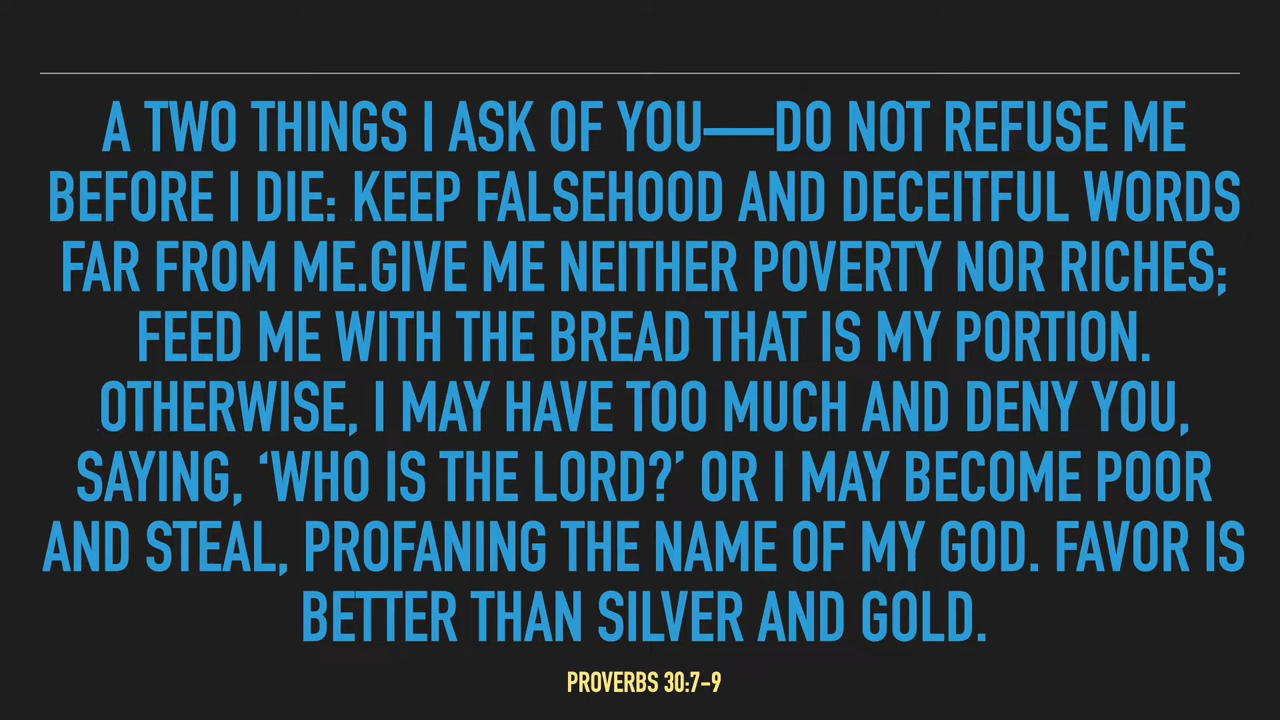 A TWO THINGS I ASK OF YOU—DO NOT REFUSE ME
BEFORE I DIE: KEEP FALSEHOOD AND DECEITFUL WORDS
FAR FROM ME.GIVE ME NEITHER POVERTY NOR RICHES;
FEED ME WITH THE BREAD THAT IS MY PORTION.
OTHERWISE, I MAY HAVE TOO MUCH AND DENY YOU,
SAYING, ‘WHO IS THE LORD?’ OR I MAY BECOME POOR
AND STEAL, PROFANING THE NAME OF MY GOD. FAVOR IS
BETTER THAN SILVER AND GOLD.
PROVERBS 30:7-9